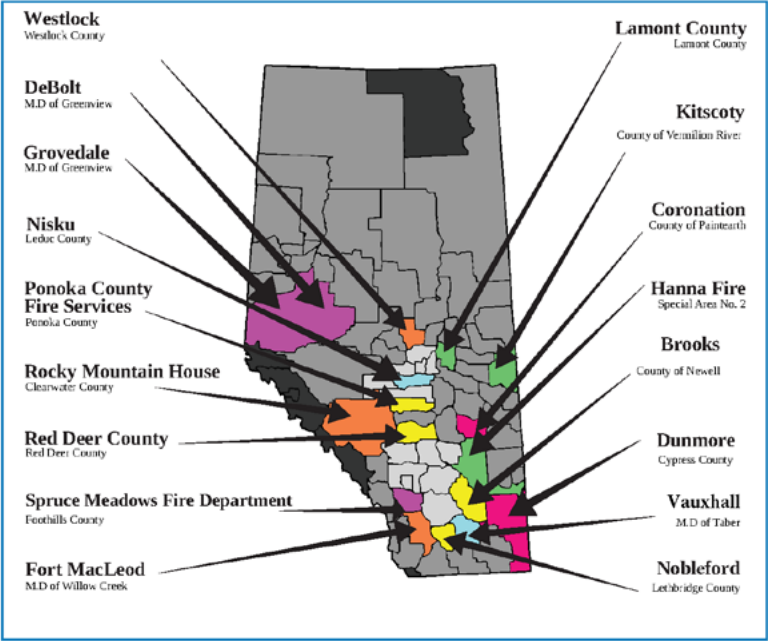 Westlock
Westlock County
DeBolt
M.D of Greenview
Grovedale
M.D of Greenview
Nisku
Leduc County
Ponoka County
Fire Services
Ponoka County
Rocky Mountain House
Clearwater County
Red Deer County
Red Deer County
Spruce Meadows Fire Department
Foothills County
Fort MacLeod
M.D of Willow Creek
Lamont County
Lamont County
Kitscoty
County of Vermilion River
Coronation
County of Paintearth
Hanna Fire
Special Area No. 2
Brooks
County of Newell
Dunmore
Cypress County
Vauxhall
M.D of Taber
Nobleford
Lethbridge County